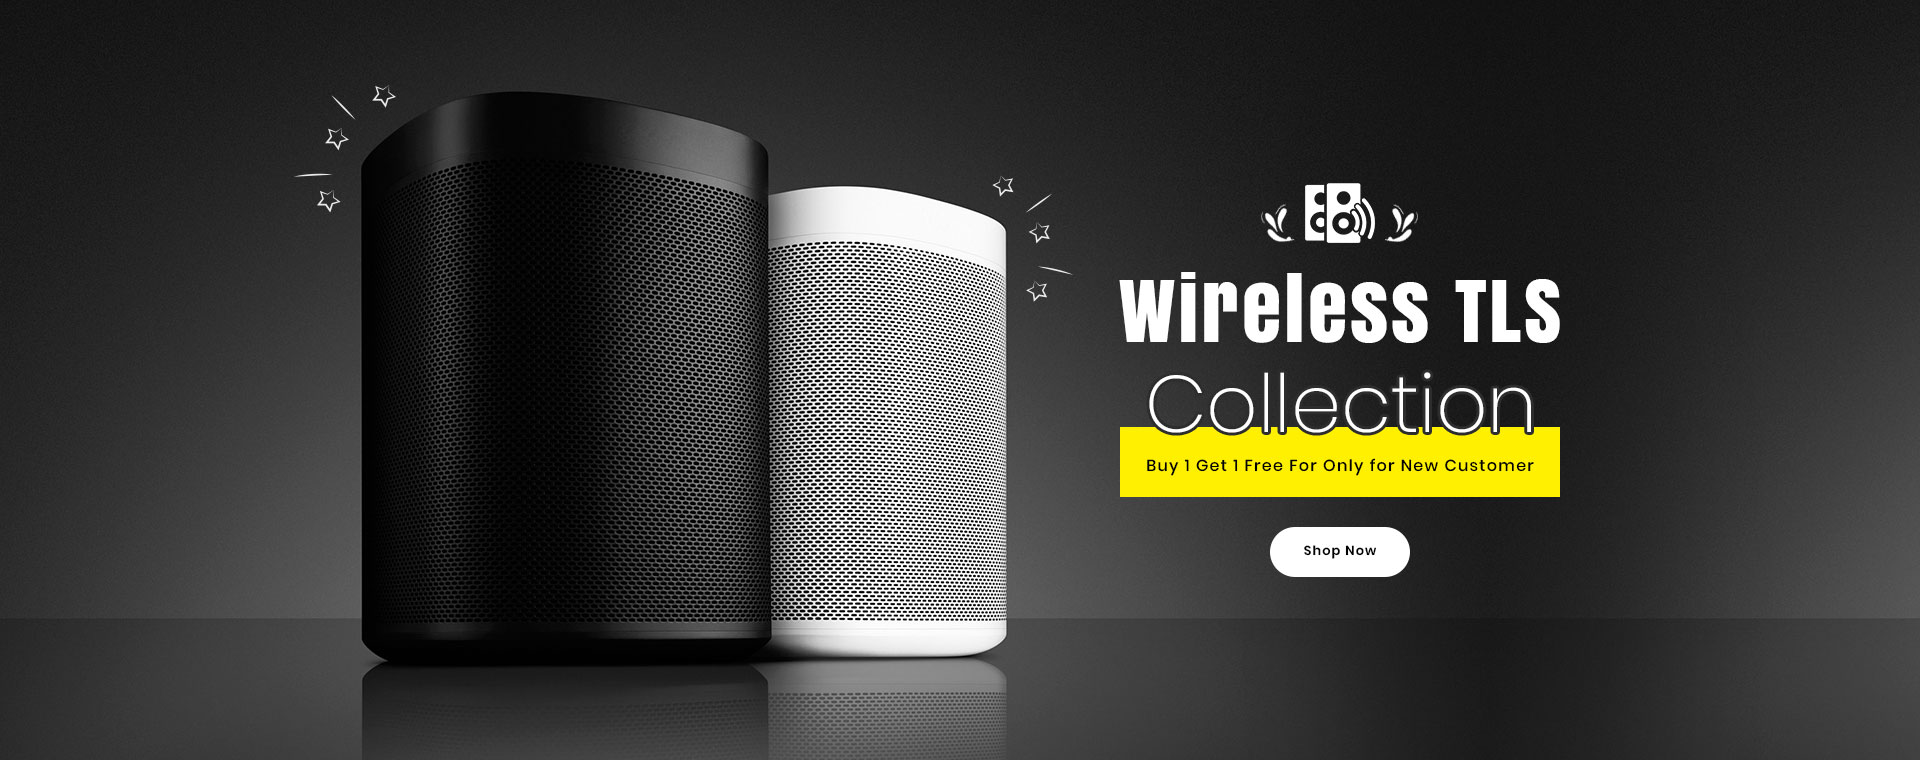 Wireless TLS
Collection
Buy 1 Get 1 Free For Only for New Customer
Shop Now